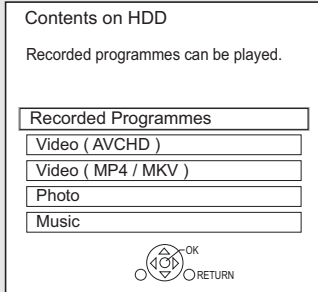 Contents on HDD
Recorded programmes can be played.
Recorded Programmes
Video ( AVCHD )
Video ( MP4 / MKV )
Photo
Music
OK
RETURN